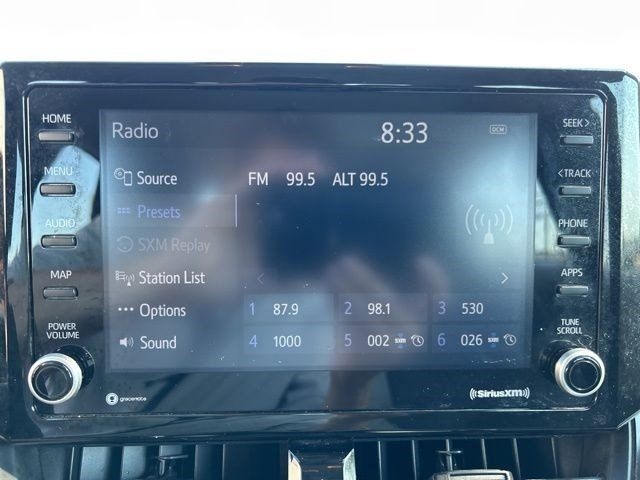 HOME
MENU
AUDIO
MAP
POWER
VOLUME
Radio
8:33
DCM
Source
Presets
SXM Replay
Station List
Options
Sound
FM 99.5 ALT 99.5
1 87.9
2 98.1
3 530
4 1000
5 002 SXM
6 026 SXM
SEEK >
< TRACK
PHONE
APPS
TUNE
SCROLL
gracenote
((SiriusXM))